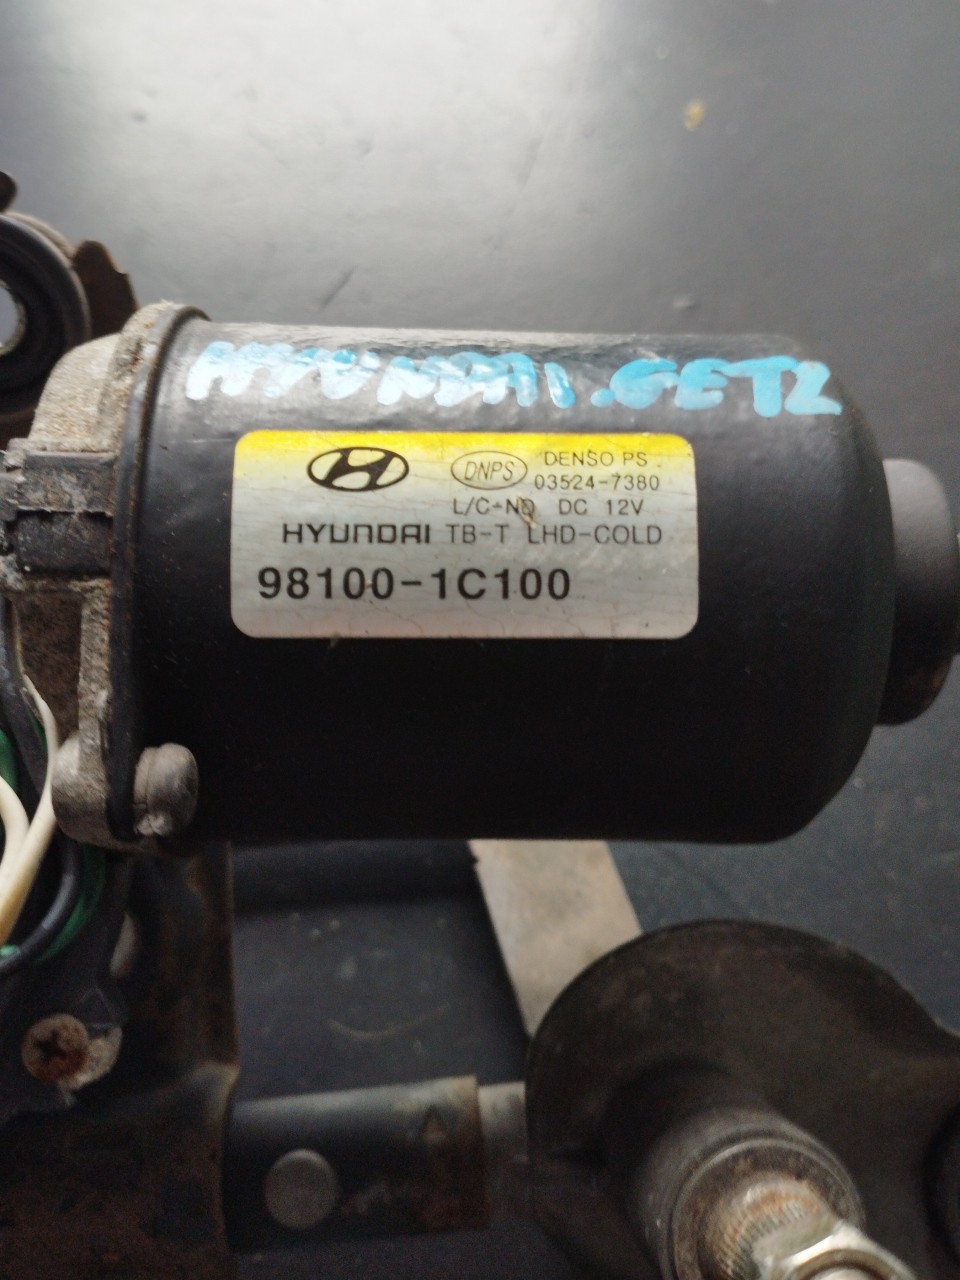 HYUNDAI.GETZ
DNPS DENSO PS
03524-7380
L/C-NO DC 12V
HYUNDAI TB-T LHD-COLD
98100-1C100